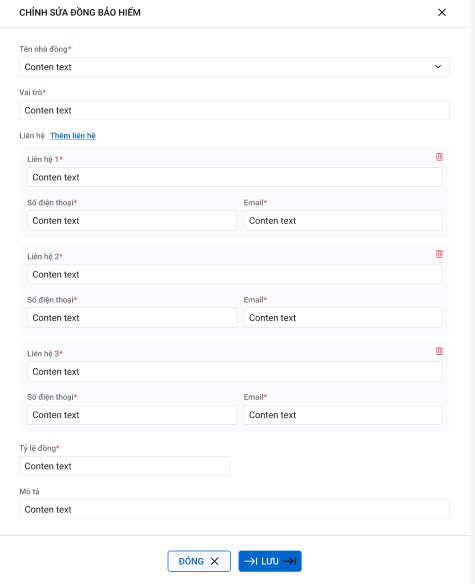 CHỈNH SỬA ĐỒNG BẢO HIỂM
Tên nhà đồng*
Conten text
Vai trò*
Conten text
Liên hệ Thêm liên hệ
Liên hệ 1*
Conten text
Số điện thoại* Email*
Conten text Conten text
Liên hệ 2*
Conten text
Số điện thoại* Email*
Conten text Conten text
Liên hệ 3*
Conten text
Số điện thoại* Email*
Conten text Conten text
Tỷ lệ đồng*
Conten text
Mô tả
Conten text
ĐÓNG LƯU